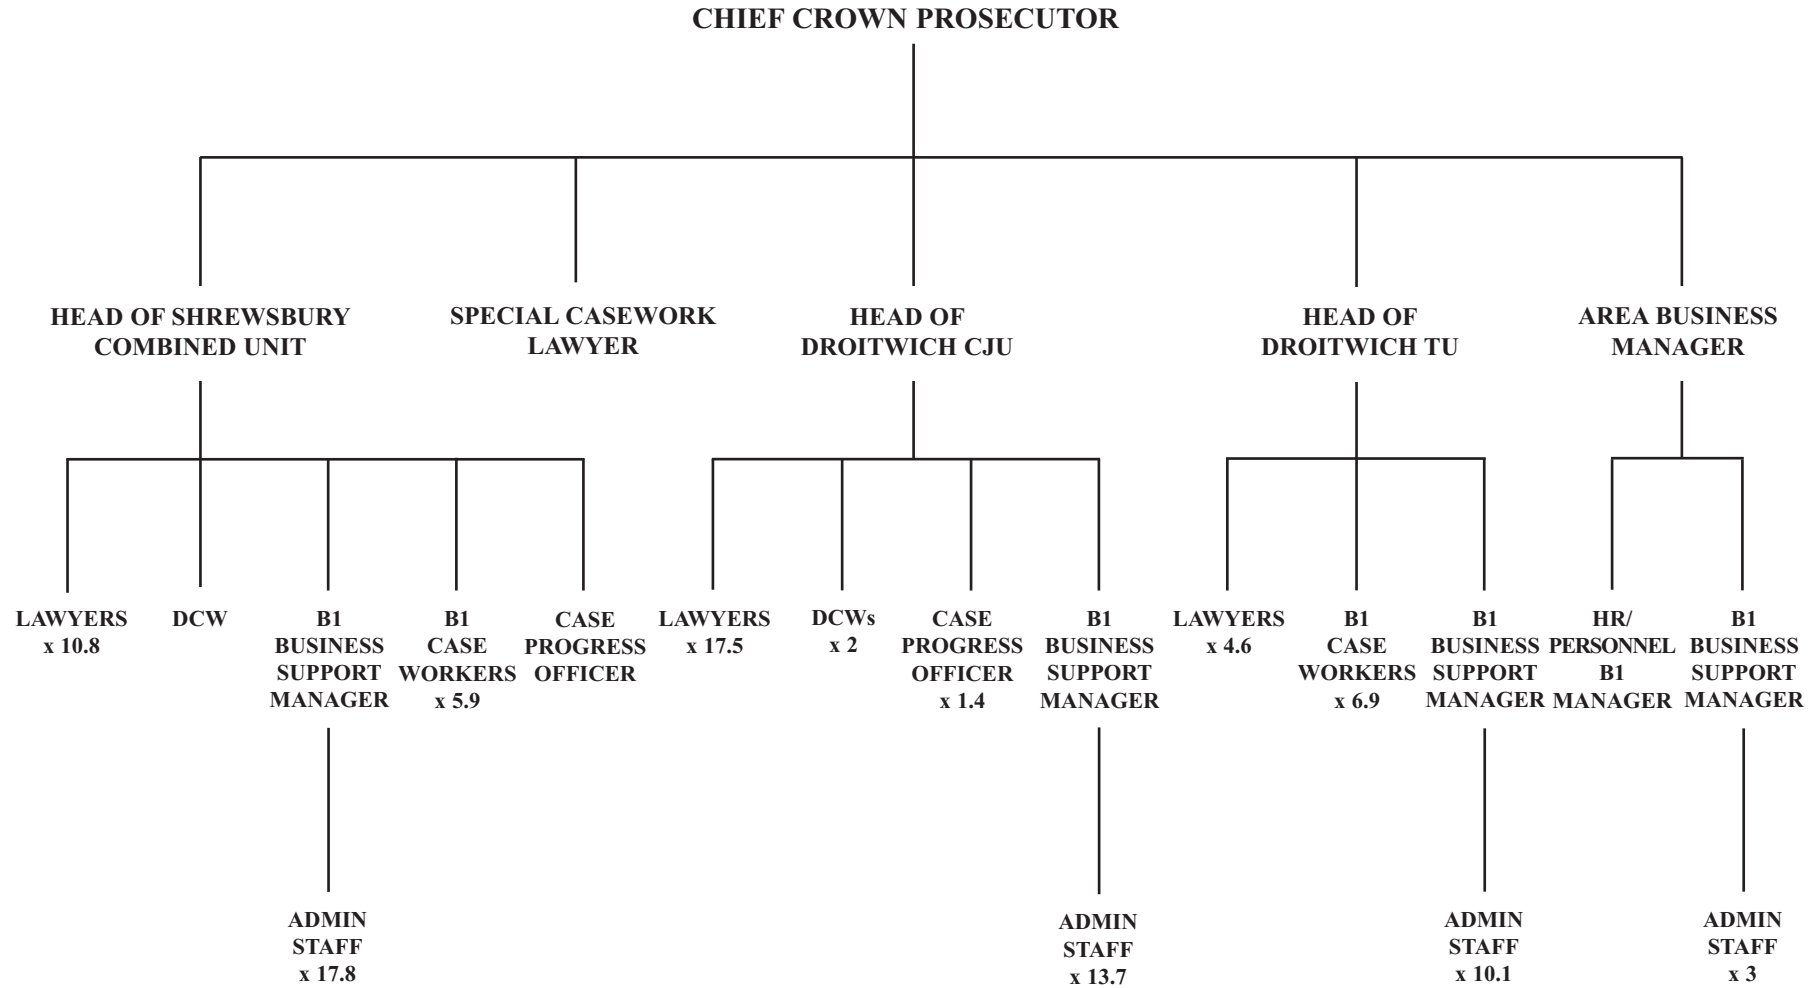 CHIEF CROWN PROSECUTOR
HEAD OF SHREWSBURY
COMBINED UNIT
SPECIAL CASEWORK
LAWYER
HEAD OF
DROITWICH CJU
HEAD OF
DROITWICH TU
AREA BUSINESS
MANAGER
LAWYERS
x 10.8
DCW
B1
BUSINESS
SUPPORT
MANAGER
B1
CASE
WORKERS
x 5.9
CASE
PROGRESS
OFFICER
LAWYERS
x 17.5
DCWs
x 2
CASE
PROGRESS
OFFICER
x 1.4
B1
BUSINESS
SUPPORT
MANAGER
LAWYERS
x 4.6
B1
CASE
WORKERS
x 6.9
B1
BUSINESS
SUPPORT
MANAGER
HR/
PERSONNEL
B1
MANAGER
B1
BUSINESS
SUPPORT
MANAGER
ADMIN
STAFF
x 17.8
ADMIN
STAFF
x 13.7
ADMIN
STAFF
x 10.1
ADMIN
STAFF
x 3